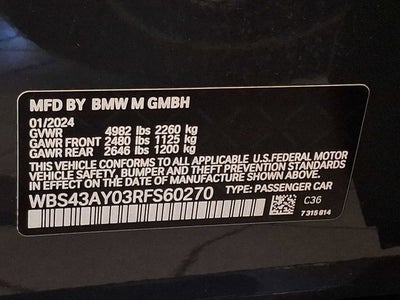 MFD BY BMW M GMBH
01/2024
GVWR 4982 lbs 2260 kg
GAWR FRONT 2480 lbs 1125 kg
GAWR REAR 2646 lbs 1200 kg
THIS VEHICLE CONFORMS TO ALL APPLICABLE U.S.FEDERAL MOTOR
VEHICLE SAFETY, BUMPER AND THEFT PREVENTION STANDARDS
IN EFFECT ON THE DATE OF MANUFACTURE SHOWN ABOVE.
WBS43AY03RFS60270 TYPE: PASSENGER CAR
C36
7 315 814